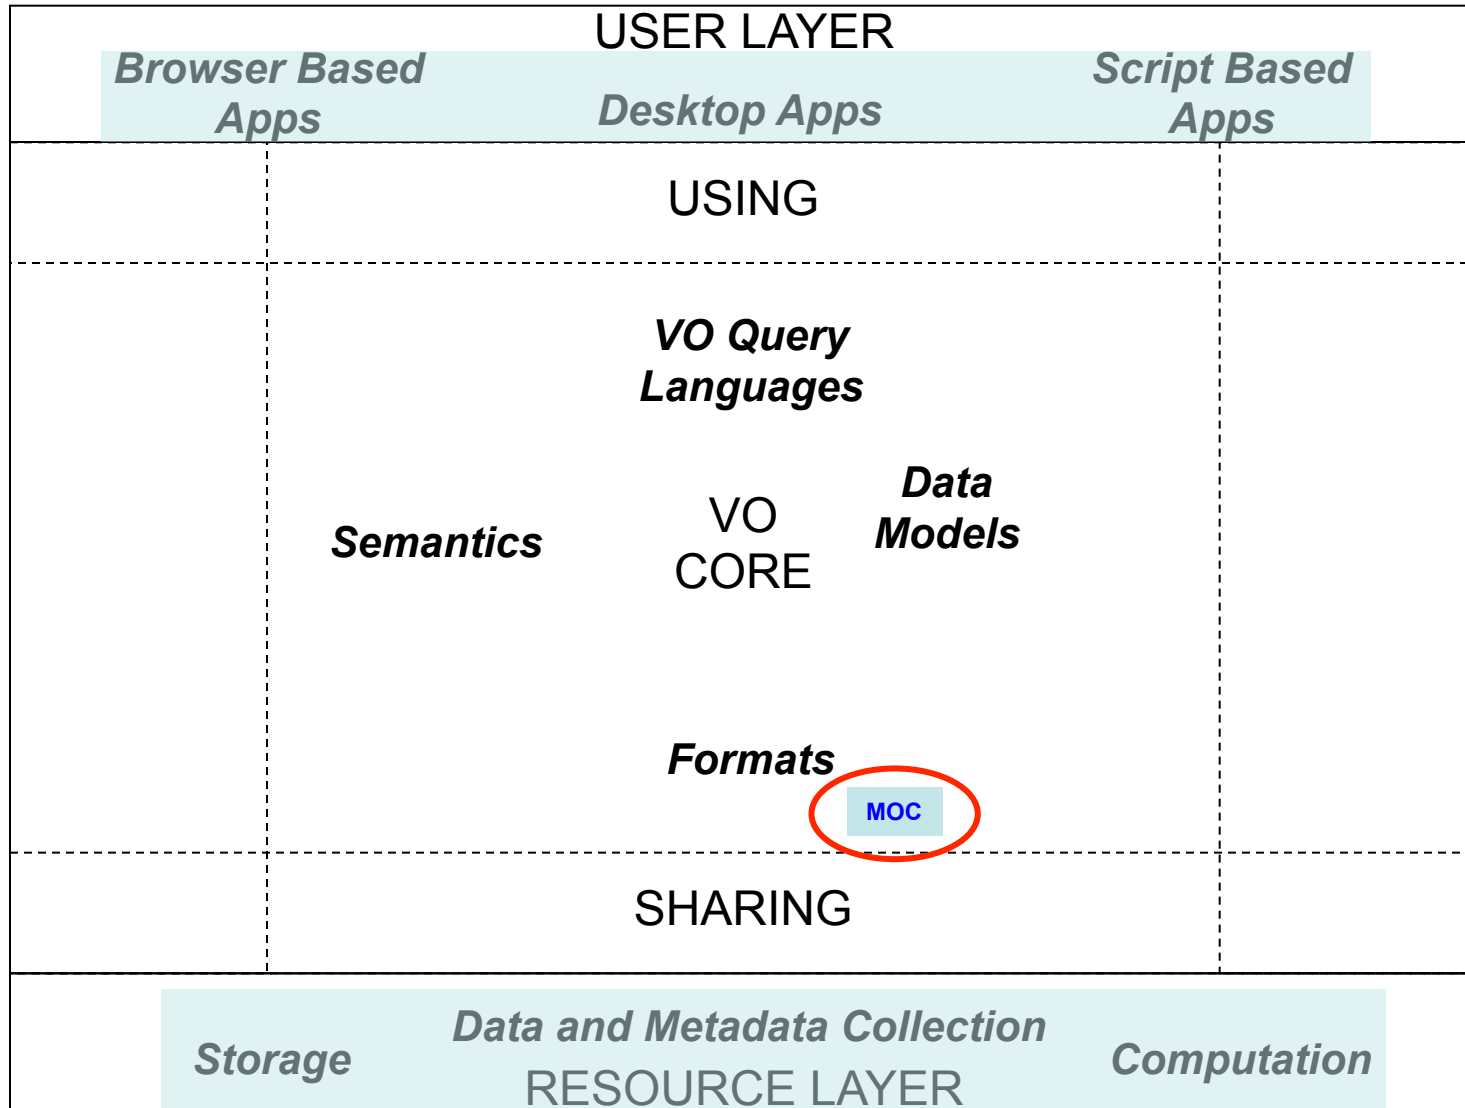 USER LAYER
Browser Based
Apps
Desktop Apps
Script Based
Apps
USING
VO Query
Languages
Semantics
VO
CORE
Data
Models
Formats
MOC
SHARING
Storage
Data and Metadata Collection
Computation
RESOURCE LAYER